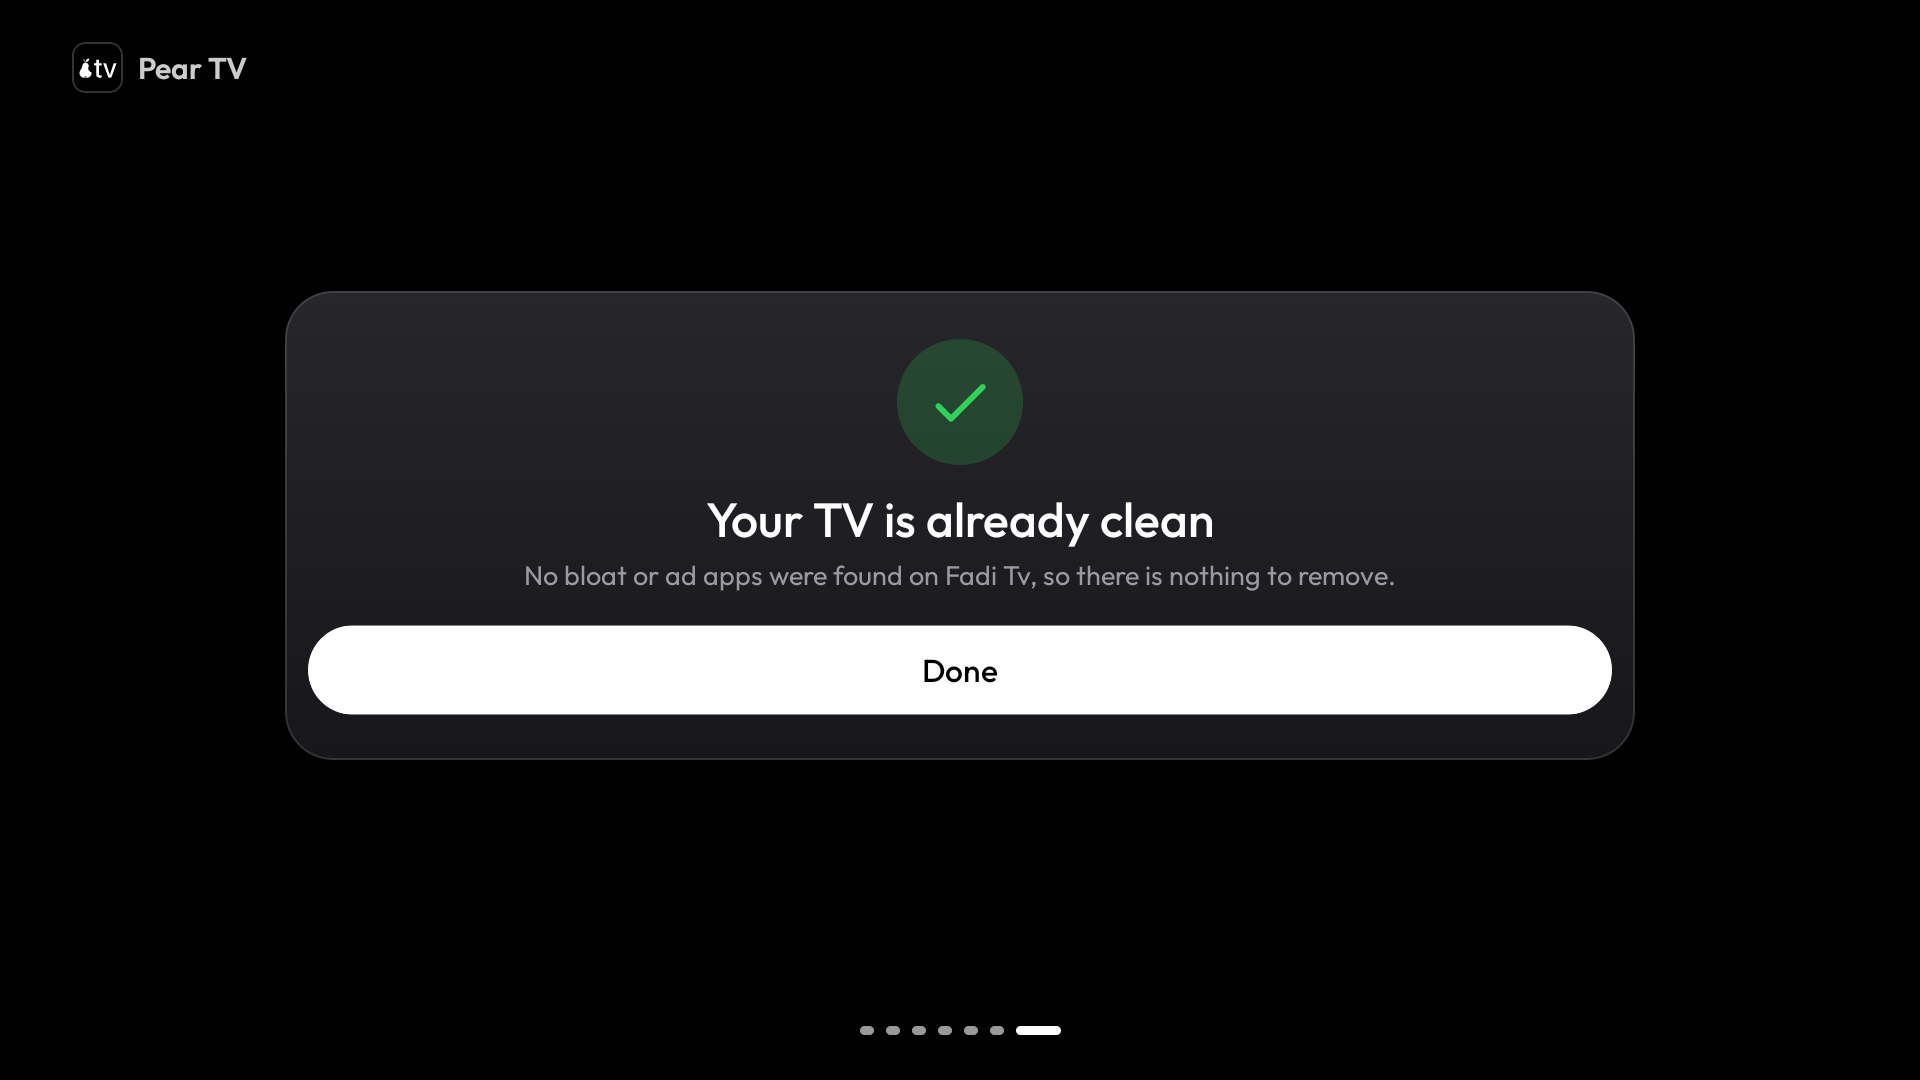 tv Pear TV
Your TV is already clean
No bloat or ad apps were found on Fadi Tv, so there is nothing to remove.
Done